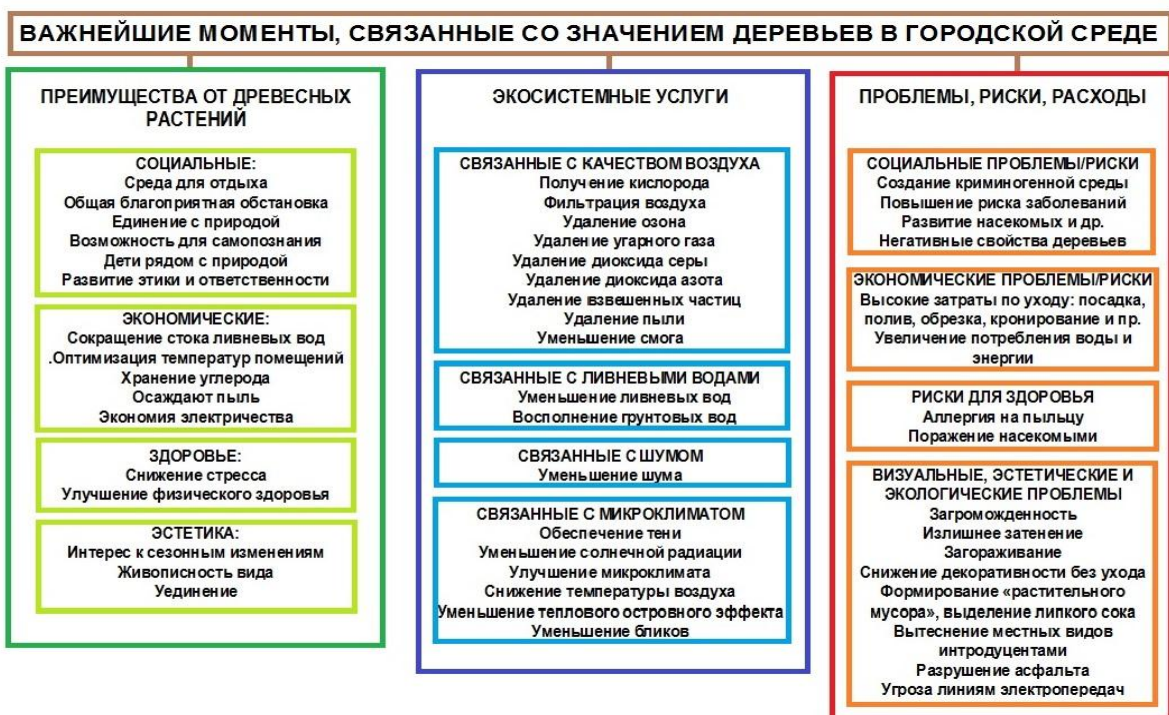 ВАЖНЕЙШИЕ МОМЕНТЫ, СВЯЗАННЫЕ СО ЗНАЧЕНИЕМ ДЕРЕВЬЕВ В ГОРОДСКОЙ СРЕДЕ
ПРЕИМУЩЕСТВА ОТ ДРЕВЕСНЫХ
РАСТЕНИЙ
СОЦИАЛЬНЫЕ:
Среда для отдыха
Общая благоприятная обстановка
Единение с природой
Возможность для самопознания
Дети рядом с природой
Развитие этики и ответственности
ЭКОНОМИЧЕСКИЕ:
Сокращение стока ливневых вод
.Оптимизация температур помещений
Хранение углерода
Осаждают пыль
Экономия электричества
ЗДОРОВЬЕ:
Снижение стресса
Улучшение физического здоровья
ЭСТЕТИКА:
Интерес к сезонным изменениям
Живописность вида
Уединение
ЭКОСИСТЕМНЫЕ УСЛУГИ
СВЯЗАННЫЕ С КАЧЕСТВОМ ВОЗДУХА
Получение кислорода
Фильтрация воздуха
Удаление озона
Удаление угарного газа
Удаление диоксида серы
Удаление диоксида азота
Удаление взвешенных частиц
Удаление пыли
Уменьшение смога
СВЯЗАННЫЕ С ЛИВНЕВЫМИ ВОДАМИ
Уменьшение ливневых вод
Восполнение грунтовых вод
СВЯЗАННЫЕ С ШУМОМ
Уменьшение шума
СВЯЗАННЫЕ С МИКРОКЛИМАТОМ
Обеспечение тени
Уменьшение солнечной радиации
Улучшение микроклимата
Снижение температуры воздуха
Уменьшение теплового островного эффекта
Уменьшение бликов
ПРОБЛЕМЫ, РИСКИ, РАСХОДЫ
СОЦИАЛЬНЫЕ ПРОБЛЕМЫ/РИСКИ
Создание криминогенной среды
Повышение риска заболеваний
Развитие насекомых и др.
Негативные свойства деревьев
ЭКОНОМИЧЕСКИЕ ПРОБЛЕМЫ/РИСКИ
Высокие затраты по уходу: посадка,
полив, обрезка, кронирование и пр.
Увеличение потребления воды и
энергии
РИСКИ ДЛЯ ЗДОРОВЬЯ
Аллергия на пыльцу
Поражение насекомыми
ВИЗУАЛЬНЫЕ, ЭСТЕТИЧЕСКИЕ И
ЭКОЛОГИЧЕСКИЕ ПРОБЛЕМЫ
Загроможденность
Излишнее затенение
Загораживание
Снижение декоративности без ухода
Формирование «растительного
мусора», выделение липкого сока
Вытеснение местных видов
интродуцентами
Разрушение асфальта
Угроза линиям электропередач